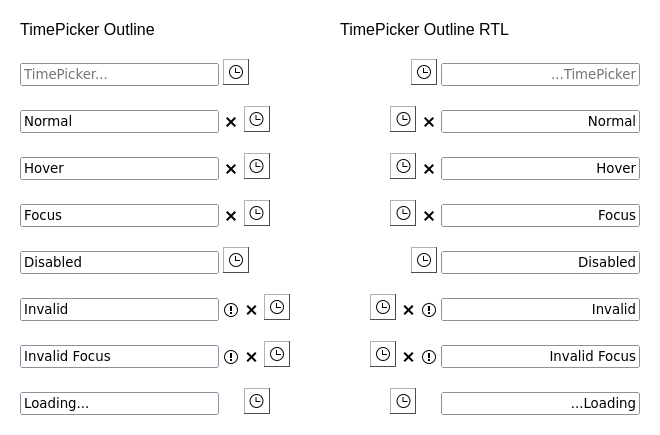 TimePicker Outline
TimePicker Outline RTL
TimePicker...
...TimePicker
Normal
Normal
Hover
Hover
Focus
Focus
Disabled
Disabled
Invalid
Invalid
Invalid Focus
Invalid Focus
Loading...
...Loading